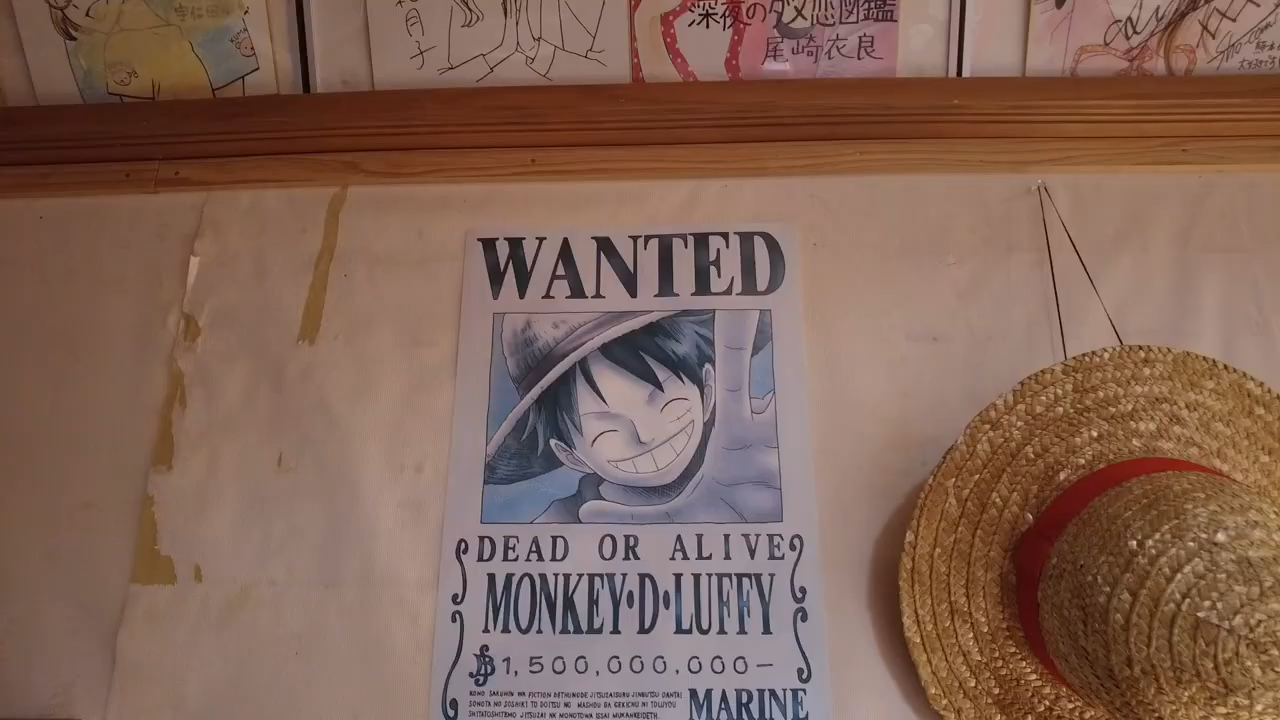 深夜のダメ恋図鑑
尾崎衣良
WANTED
DEAD OR ALIVE
MONKEY・D・LUFFY
1,500,000,000-
KONO SAKUHIN WA FICTION DETHUNODE JITSUZAISURU JINBUTSU DANTAI
SONOTA NO SOSHIKI TO DOITSU NO MASHOU GA GEKICHU NI TOUJYOU
SHITATOSHITEMO JITSUZAI NK MONOTOWA ISSAI MUKANKEIDETH.
MARINE